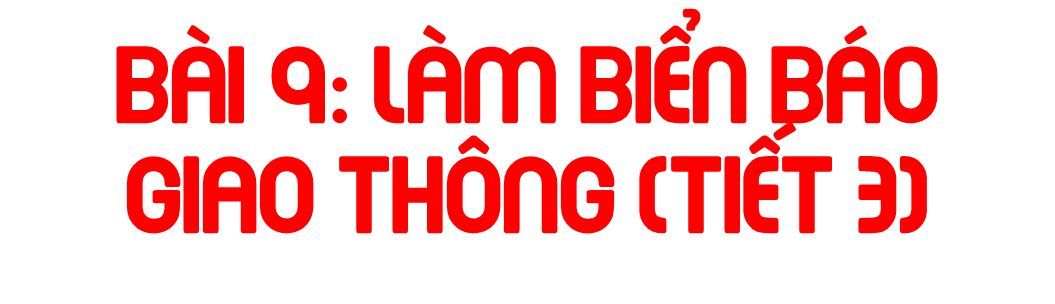 BÀI 9: LÀM BIỂN BÁO
GIAO THÔNG (TIẾT 3)